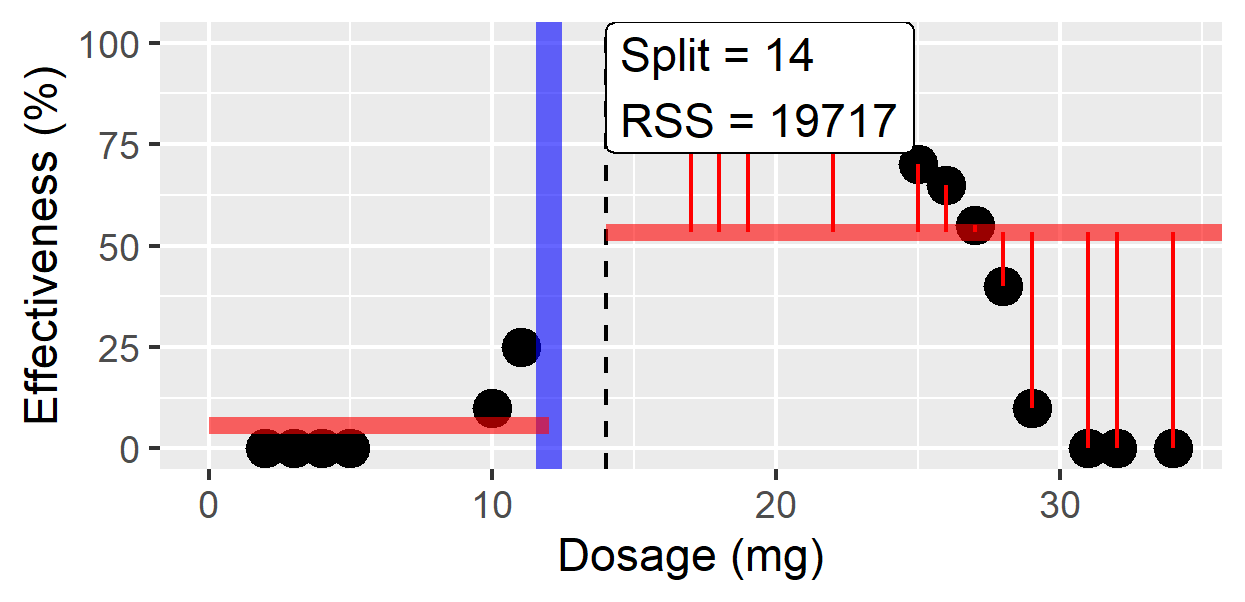 Split = 14
RSS = 19717
100
75
50
25
0
Effectiveness (%)
0 10 20 30
Dosage (mg)